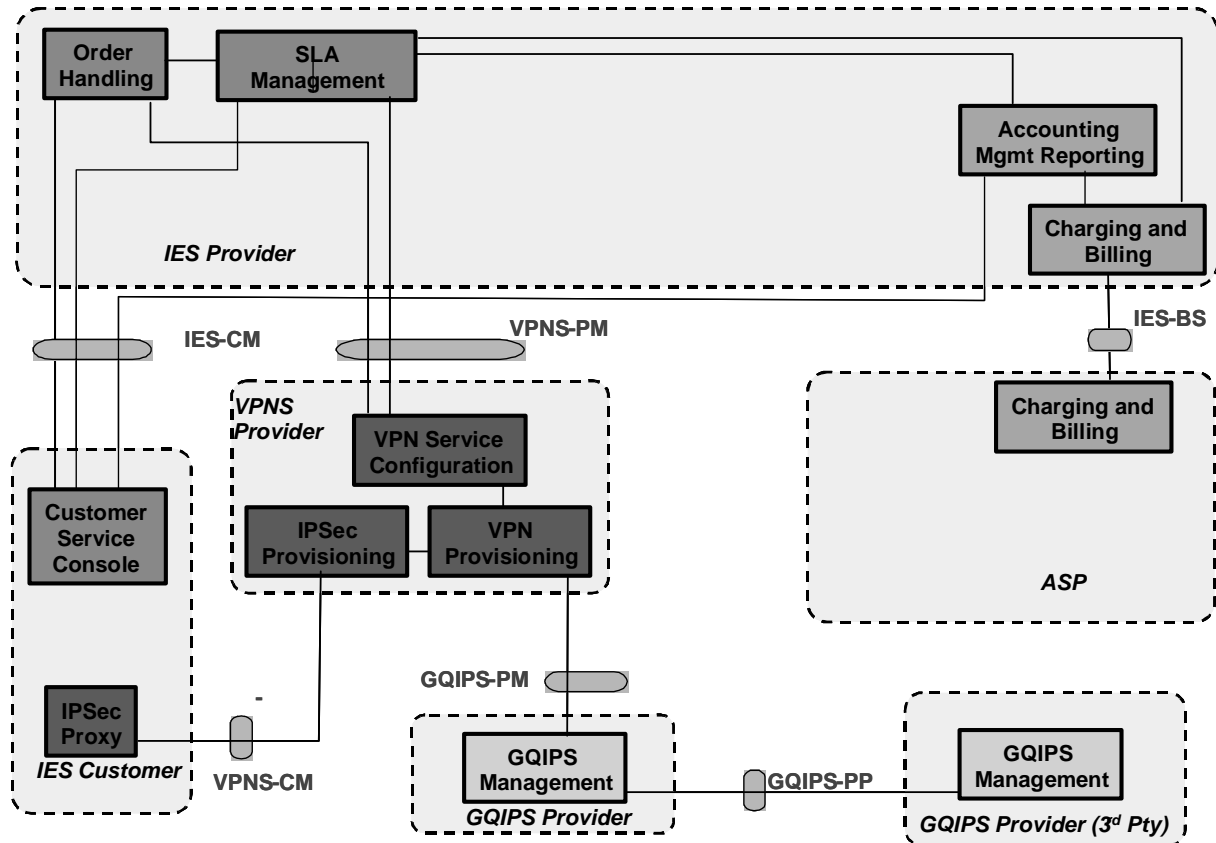 Order
Handling
SLA
Management
Accounting
Mgmt Reporting
Charging and
Billing
IES Provider
IES-CM
VPNS-PM
IES-BS
VPNS
Provider
VPN Service
Configuration
Charging and
Billing
Customer
Service
Console
IPSec
Provisioning
VPN
Provisioning
ASP
GQIPS-PM
-
IPSec
Proxy
IES Customer
VPNS-CM
GQIPS
Management
GQIPS Provider
GQIPS-PP
GQIPS
Management
GQIPS Provider (3rd Pty)